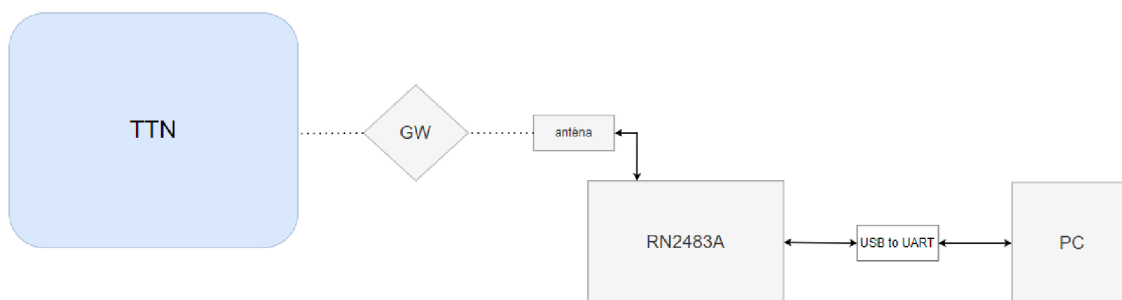 TTN
GW
anténa
RN2483A
USB to UART
PC